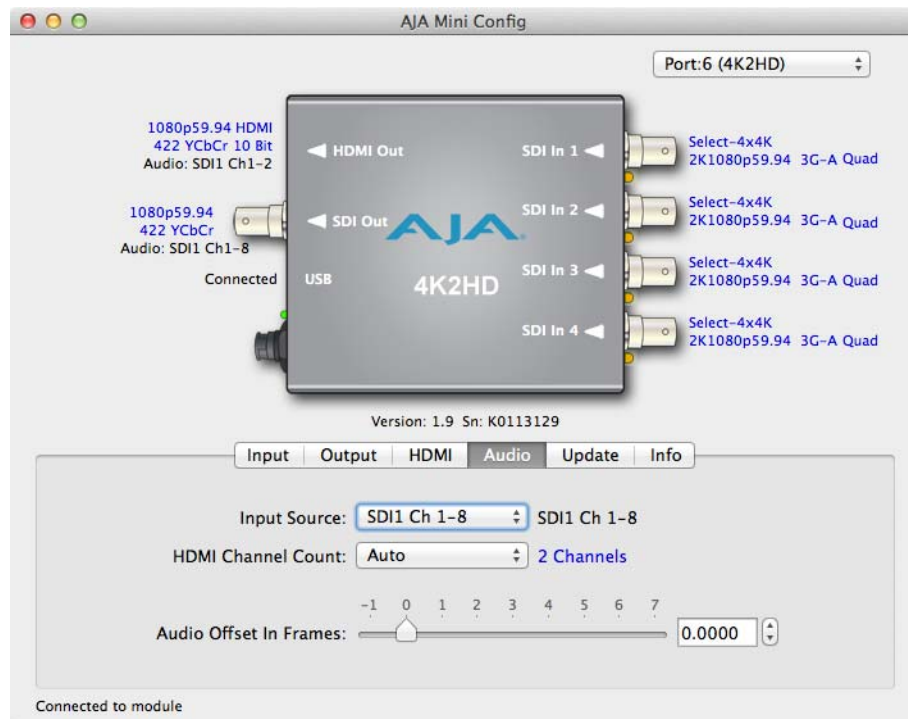 AJA Mini Config
Port:6 (4K2HD)
1080p59.94 HDMI
422 YCbCr 10 Bit
Audio: SDI1 Ch1-2
1080p59.94
422 YCbCr
Audio: SDI1 Ch1-8
Connected
HDMI Out
SDI Out
USB
AJA
4K2HD
SDI In 1
SDI In 2
SDI In 3
SDI In 4
Select-4x4K
2K1080p59.94 3G-A Quad
Select-4x4K
2K1080p59.94 3G-A Quad
Select-4x4K
2K1080p59.94 3G-A Quad
Select-4x4K
2K1080p59.94 3G-A Quad
Version: 1.9 Sn: K0113129
Input Output HDMI Audio Update Info
Input Source: SDI1 Ch 1-8 SDI1 Ch 1-8
HDMI Channel Count: Auto 2 Channels
-1 0 1 2 3 4 5 6 7
Audio Offset In Frames: 0.0000
Connected to module